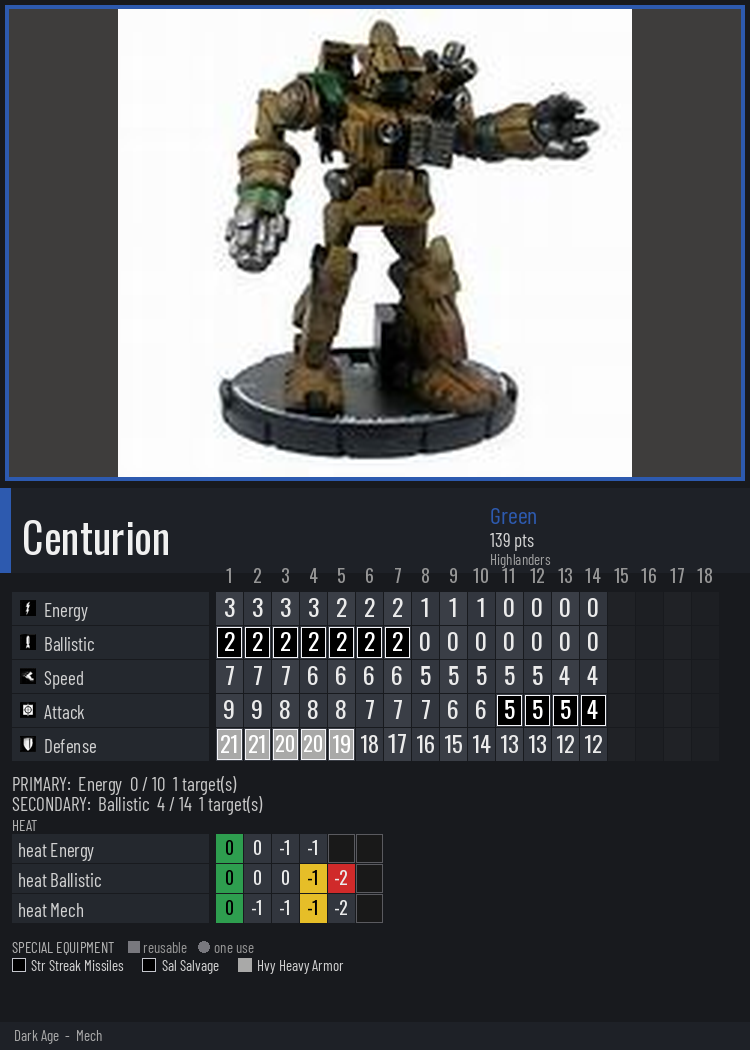 Centurion
Green
139 pts
Highlanders
1 2 3 4 5 6 7 8 9 10 11 12 13 14 15 16 17 18
Energy 3 3 3 3 2 2 2 1 1 1 0 0 0 0
Ballistic 2 2 2 2 2 2 2 0 0 0 0 0 0 0
Speed 7 7 7 6 6 6 6 5 5 5 5 5 4 4
Attack 9 9 8 8 8 7 7 7 6 6 5 5 5 4
Defense 21 21 20 20 19 18 17 16 15 14 13 13 12 12
PRIMARY: Energy 0 / 10 1 target(s)
SECONDARY: Ballistic 4 / 14 1 target(s)
HEAT
heat Energy 0 0 -1 -1
heat Ballistic 0 0 0 -1 -2
heat Mech 0 -1 -1 -1 -2
SPECIAL EQUIPMENT reusable one use
Str Streak Missiles Sal Salvage Hvy Heavy Armor
Dark Age - Mech